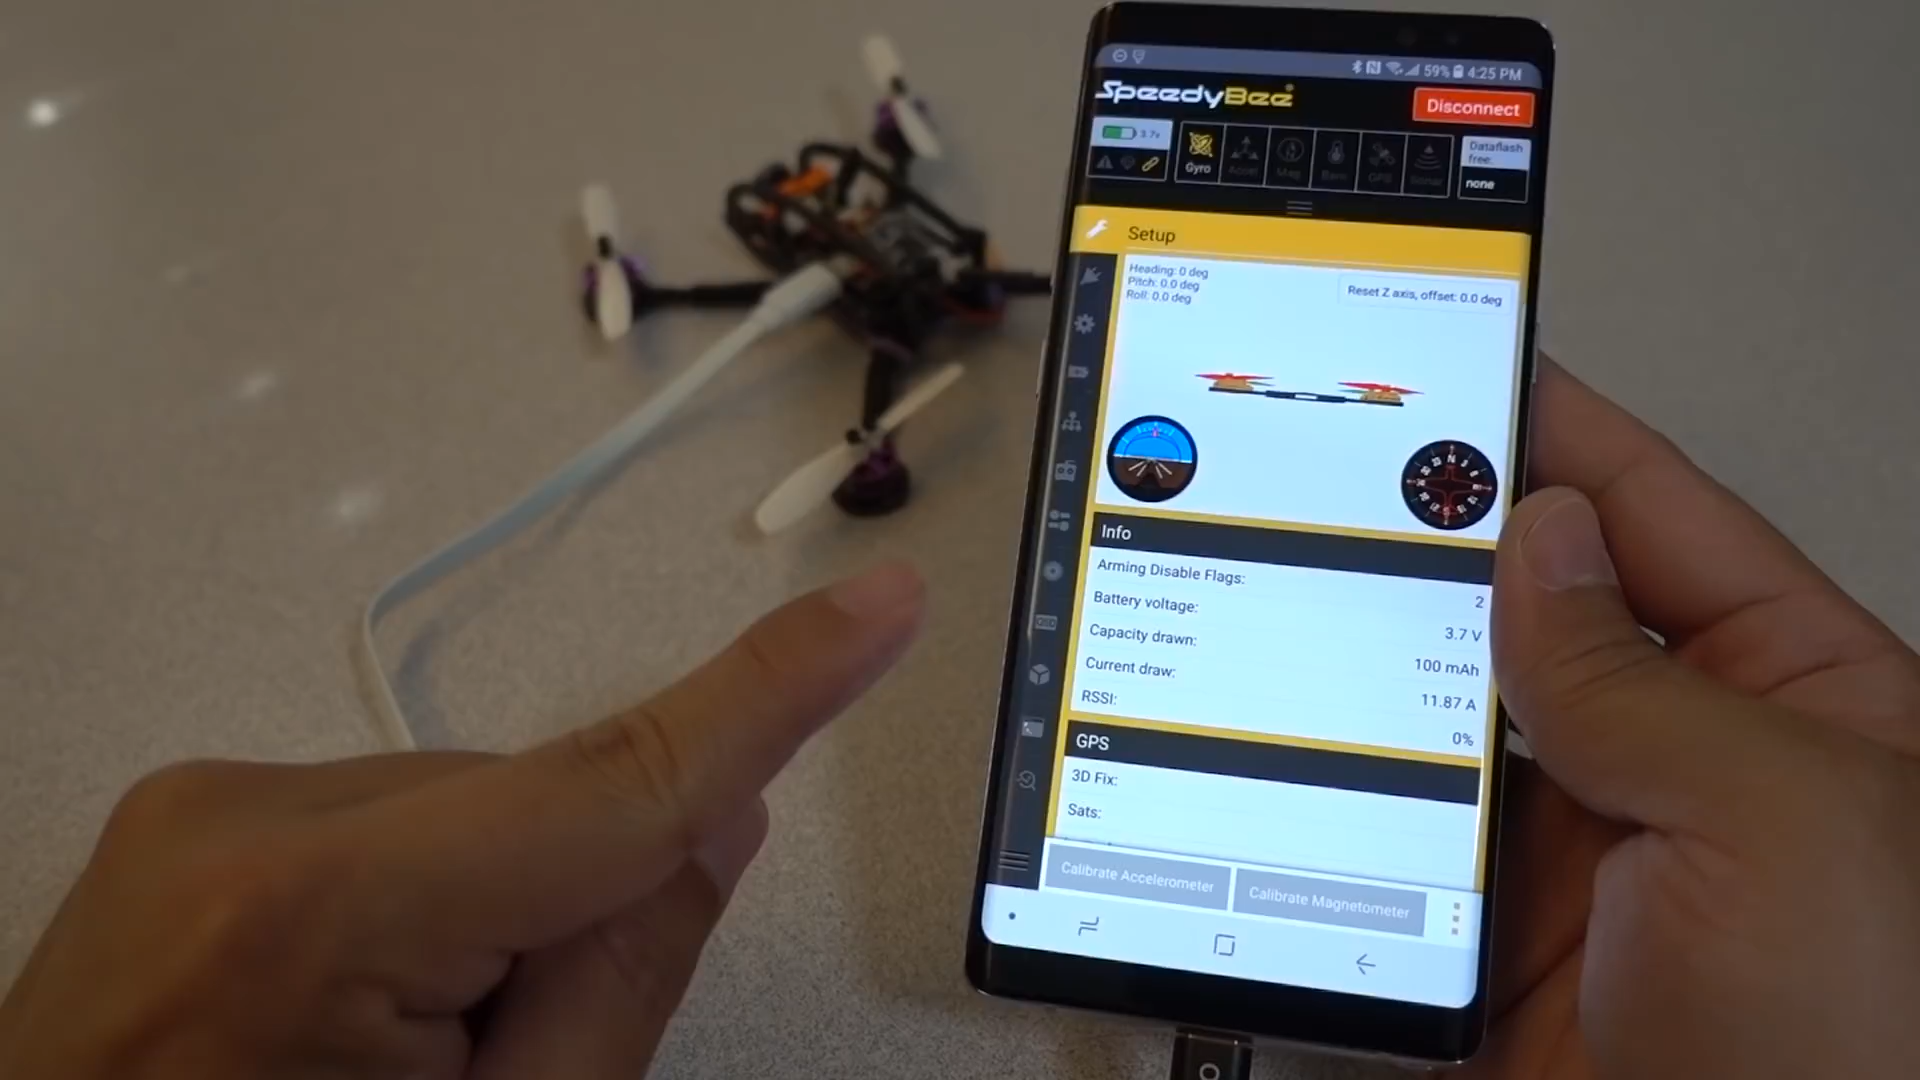 59% 4:25 PM
SpeedyBee
Disconnect
3.7v
Gyro
Accel
Mag
Baro
GPS
Sonar
Dataflash
free:
none
Setup
Heading: 0 deg
Pitch: 0.0 deg
Roll: 0.0 deg
Reset Z axis, offset: 0.0 deg
Info
Arming Disable Flags:
2
Battery voltage:
3.7 V
Capacity drawn:
100 mAh
Current draw:
11.87 A
RSSI:
0%
GPS
3D Fix:
Sats:
Calibrate Accelerometer
Calibrate Magnetometer